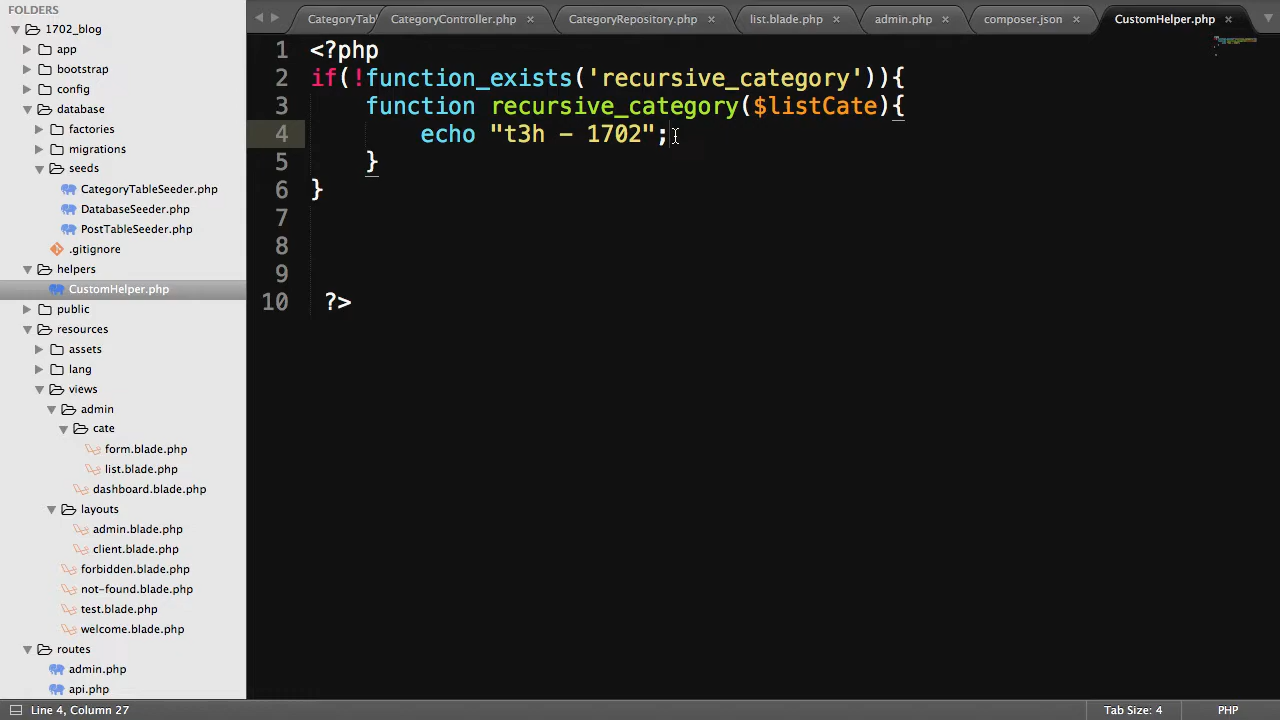 FOLDERS
1702_blog
app
bootstrap
config
database
factories
migrations
seeds
CategoryTableSeeder.php
DatabaseSeeder.php
PostTableSeeder.php
.gitignore
helpers
CustomHelper.php
public
resources
assets
lang
views
admin
cate
form.blade.php
list.blade.php
dashboard.blade.php
layouts
admin.blade.php
client.blade.php
forbidden.blade.php
not-found.blade.php
test.blade.php
welcome.blade.php
routes
admin.php
api.php
CategoryTabl CategoryController.php × CategoryRepository.php × list.blade.php × admin.php × composer.json × CustomHelper.php ×
1 <?php
2 if(!function_exists('recursive_category')){
3 function recursive_category($listCate){
4 echo "t3h - 1702";
5 }
6 }
7
8
9
10 ?>
Line 4, Column 27 Tab Size: 4 PHP